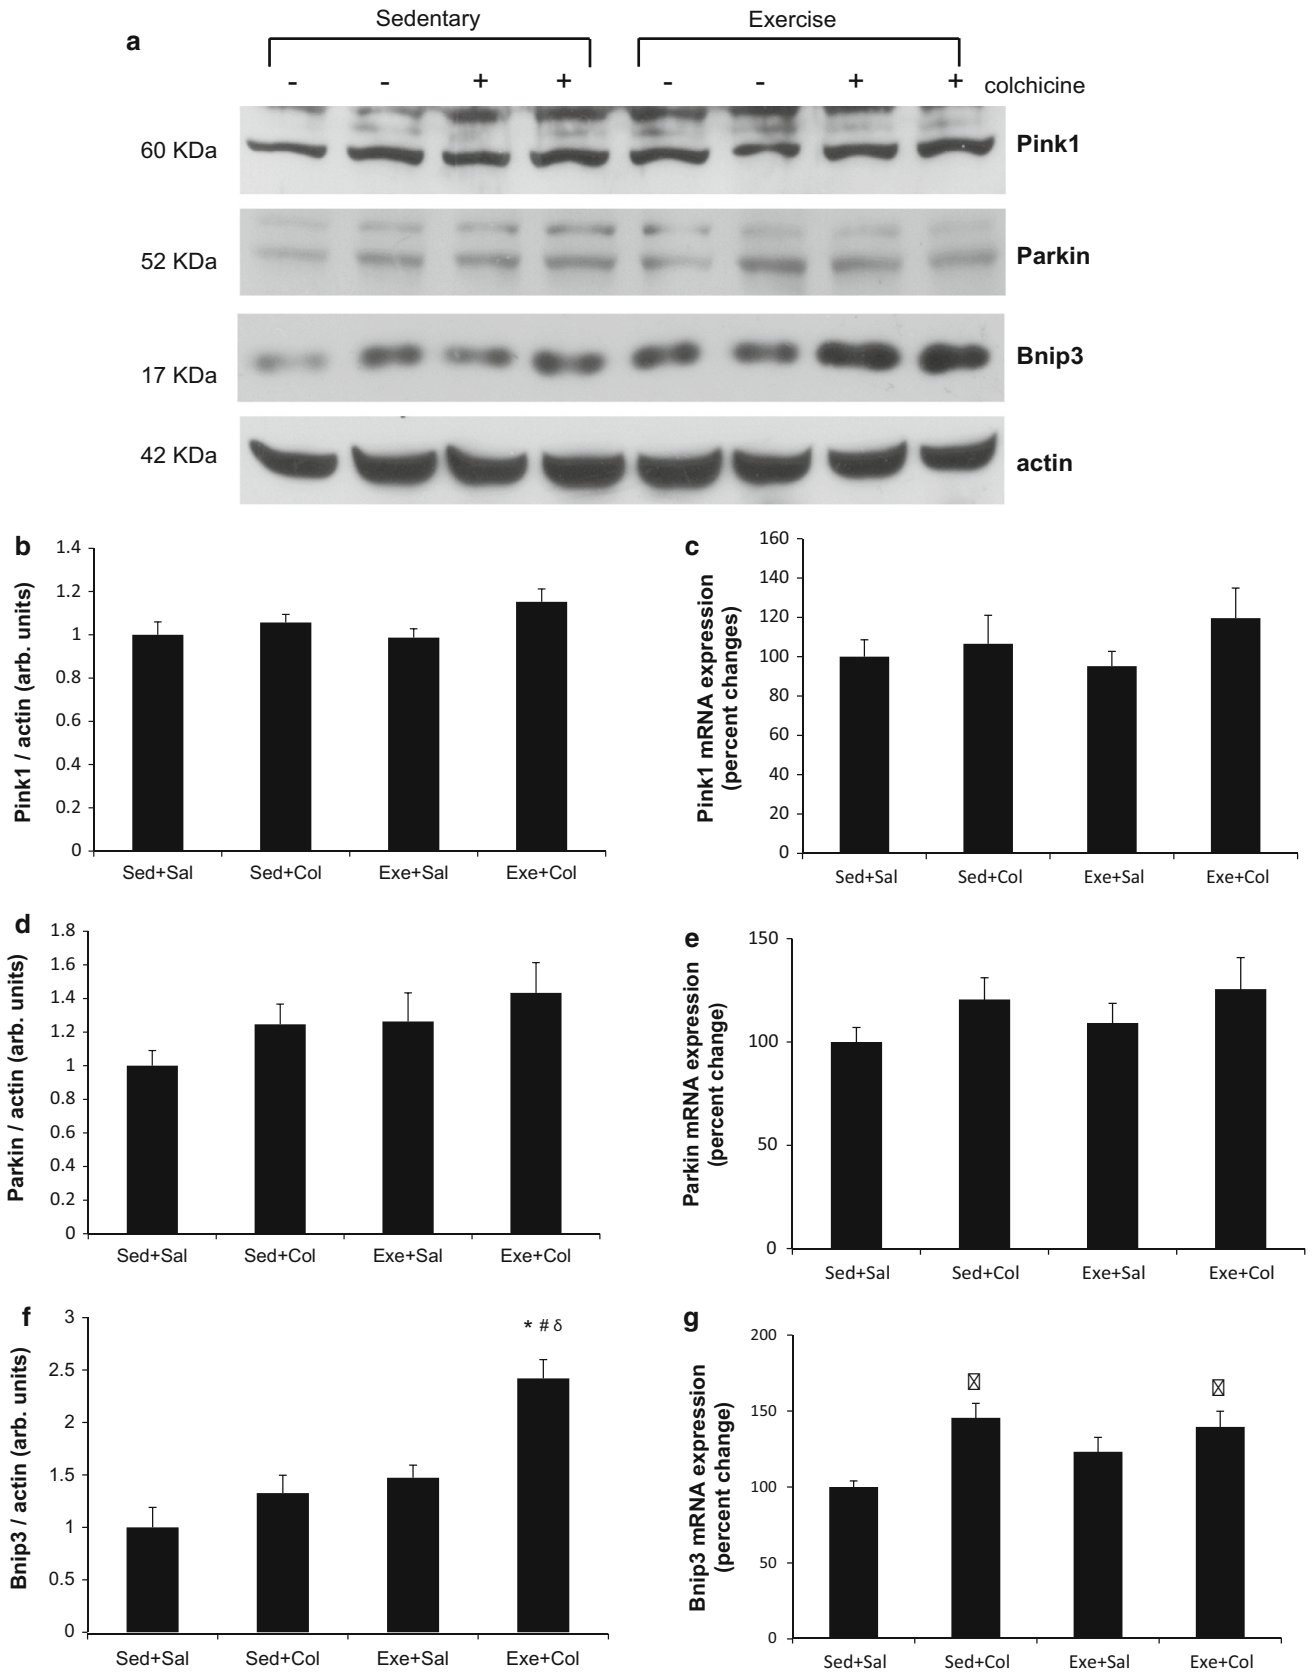 a
Sedentary
Exercise
- - + + - - + + colchicine
60 KDa
Pink1
52 KDa
Parkin
17 KDa
Bnip3
42 KDa
actin
b
Pink1 / actin (arb. units)
1.4
1.2
1
0.8
0.6
0.4
0.2
0
Sed+Sal Sed+Col Exe+Sal Exe+Col
c
Pink1 mRNA expression
(percent changes)
160
140
120
100
80
60
40
20
0
Sed+Sal Sed+Col Exe+Sal Exe+Col
d
Parkin / actin (arb. units)
1.8
1.6
1.4
1.2
1
0.8
0.6
0.4
0.2
0
Sed+Sal Sed+Col Exe+Sal Exe+Col
e
Parkin mRNA expression
(percent change)
150
100
50
0
Sed+Sal Sed+Col Exe+Sal Exe+Col
f
Bnip3 / actin (arb. units)
3
2.5
2
1.5
1
0.5
0
* # δ
Sed+Sal Sed+Col Exe+Sal Exe+Col
g
Bnip3 mRNA expression
(percent change)
200
150
100
50
0
Sed+Sal Sed+Col Exe+Sal Exe+Col